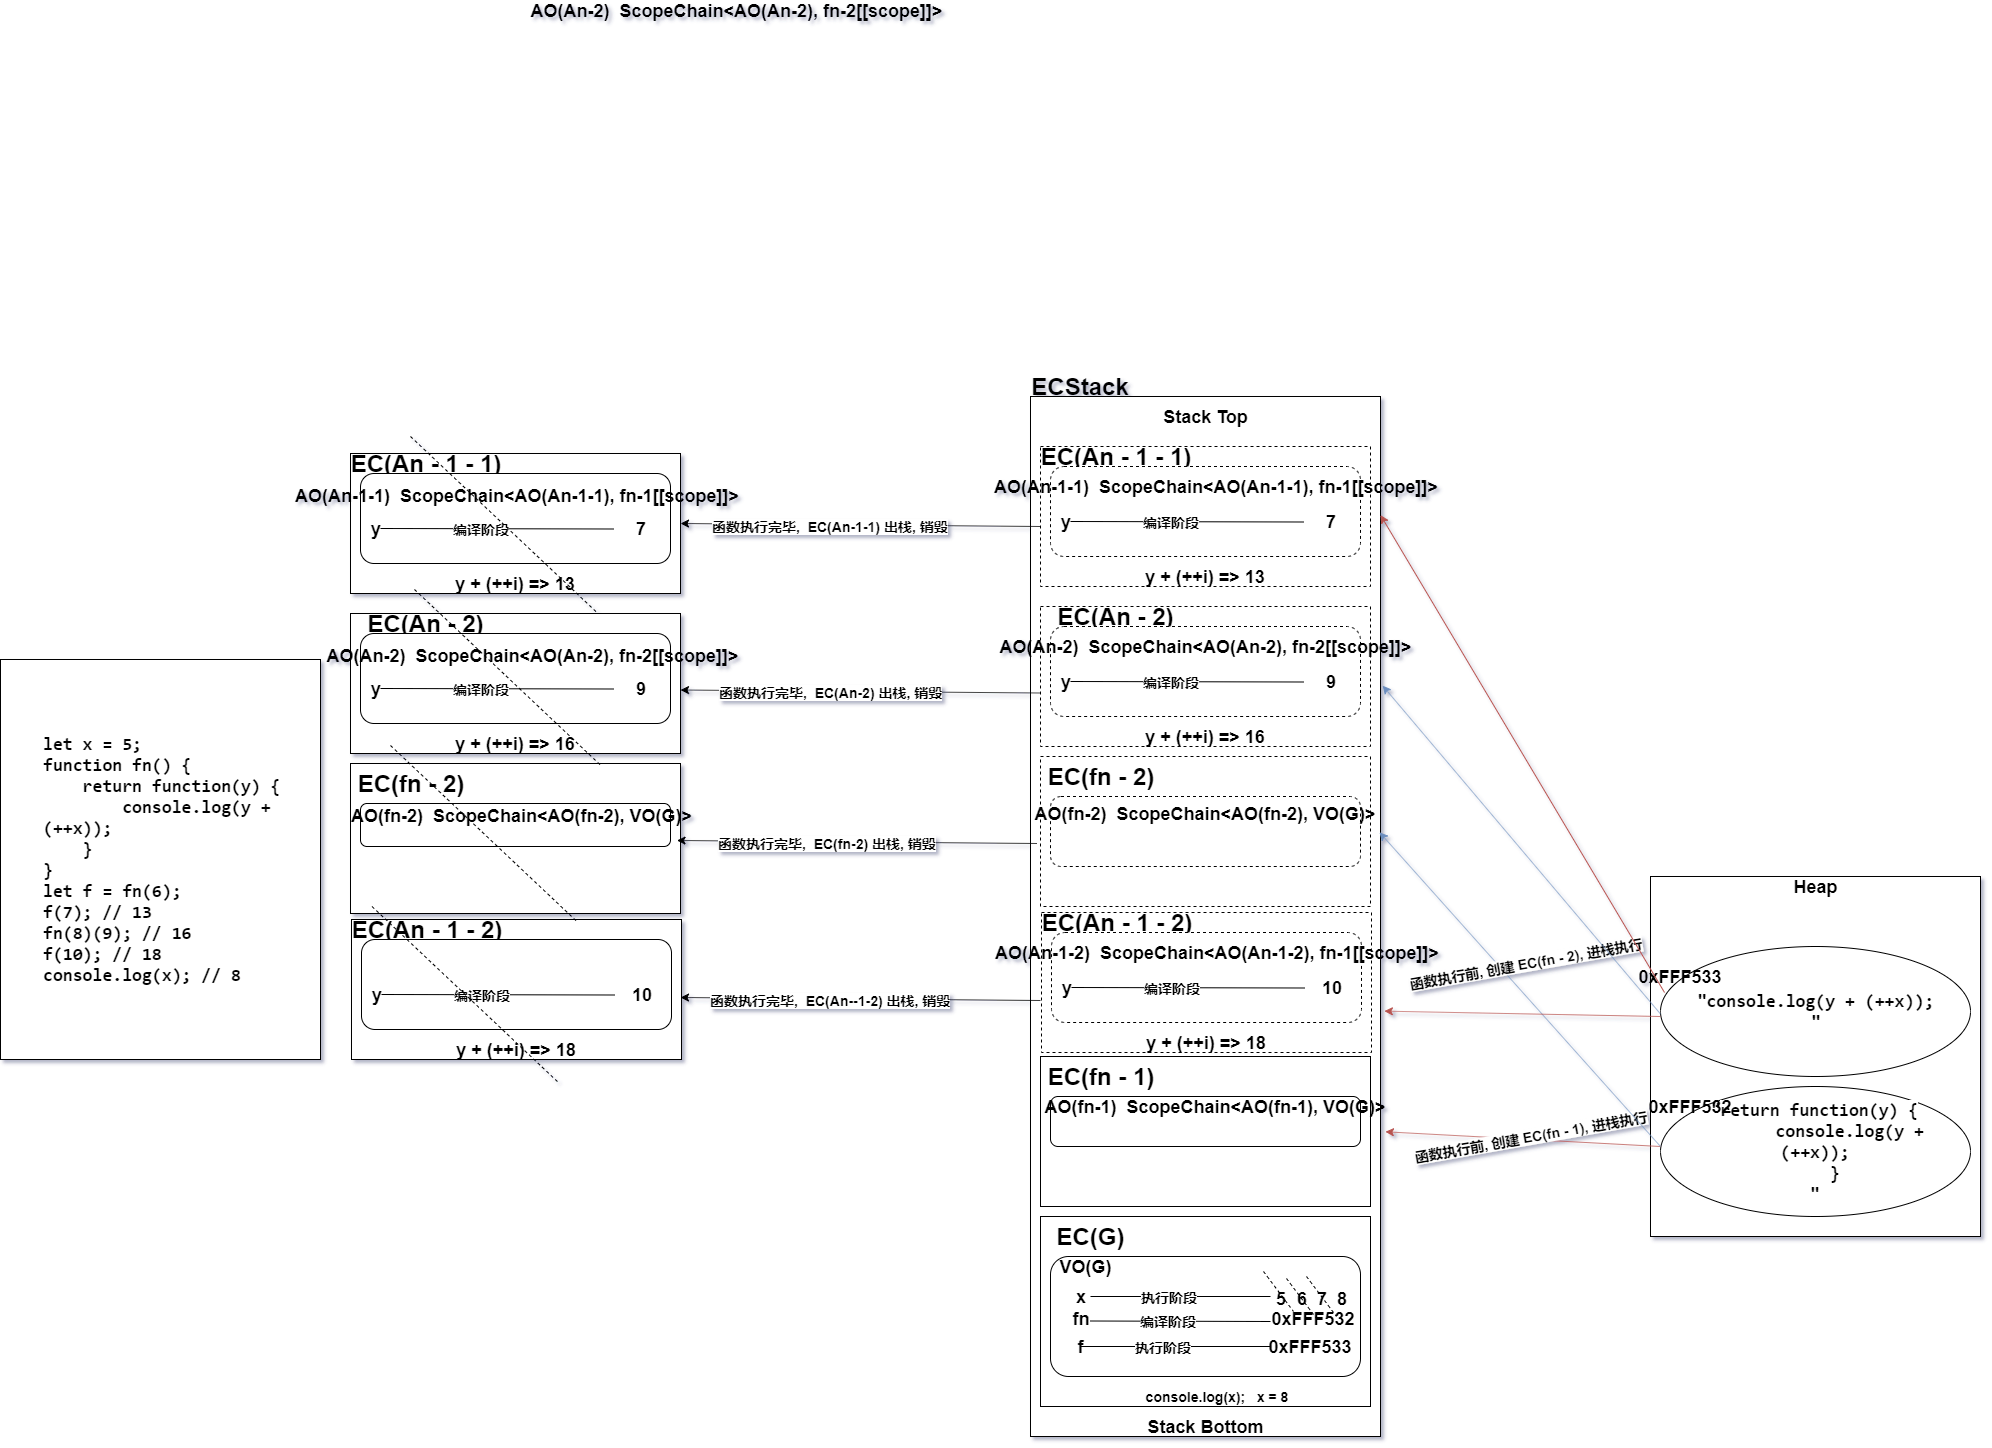 AO(An-2)  ScopeChain<AO(An-2), fn-2[[scope]]>
let x = 5;
function fn() {
    return function(y) {
        console.log(y +
(++x));
    }
}
let f = fn(6);
f(7); // 13
fn(8)(9); // 16
f(10); // 18
console.log(x); // 8
EC(An - 1 - 1)
AO(An-1-1)  ScopeChain<AO(An-1-1), fn-1[[scope]]>
y 编译阶段 7
y + (++i) => 13
EC(An - 2)
AO(An-2)  ScopeChain<AO(An-2), fn-2[[scope]]>
y 编译阶段 9
y + (++i) => 16
EC(fn - 2)
AO(fn-2)  ScopeChain<AO(fn-2), VO(G)>
EC(An - 1 - 2)
y 编译阶段 10
y + (++i) => 18
函数执行完毕,  EC(An-1-1) 出栈, 销毁
函数执行完毕,  EC(An-2) 出栈, 销毁
函数执行完毕,  EC(fn-2) 出栈, 销毁
函数执行完毕,  EC(An--1-2) 出栈, 销毁
ECStack
Stack Top
EC(An - 1 - 1)
AO(An-1-1)  ScopeChain<AO(An-1-1), fn-1[[scope]]>
y 编译阶段 7
y + (++i) => 13
EC(An - 2)
AO(An-2)  ScopeChain<AO(An-2), fn-2[[scope]]>
y 编译阶段 9
y + (++i) => 16
EC(fn - 2)
AO(fn-2)  ScopeChain<AO(fn-2), VO(G)>
EC(An - 1 - 2)
AO(An-1-2)  ScopeChain<AO(An-1-2), fn-1[[scope]]>
y 编译阶段 10
y + (++i) => 18
EC(fn - 1)
AO(fn-1)  ScopeChain<AO(fn-1), VO(G)>
EC(G)
VO(G)
x 执行阶段 5 6 7 8
fn 编译阶段 0xFFF532
f 执行阶段 0xFFF533
console.log(x);   x = 8
Stack Bottom
函数执行前, 创建 EC(fn - 2), 进栈执行
函数执行前, 创建 EC(fn - 1), 进栈执行
Heap
0xFFF533
"console.log(y + (++x));
"
0xFFF532
return function(y) {
console.log(y +
(++x));
}
"